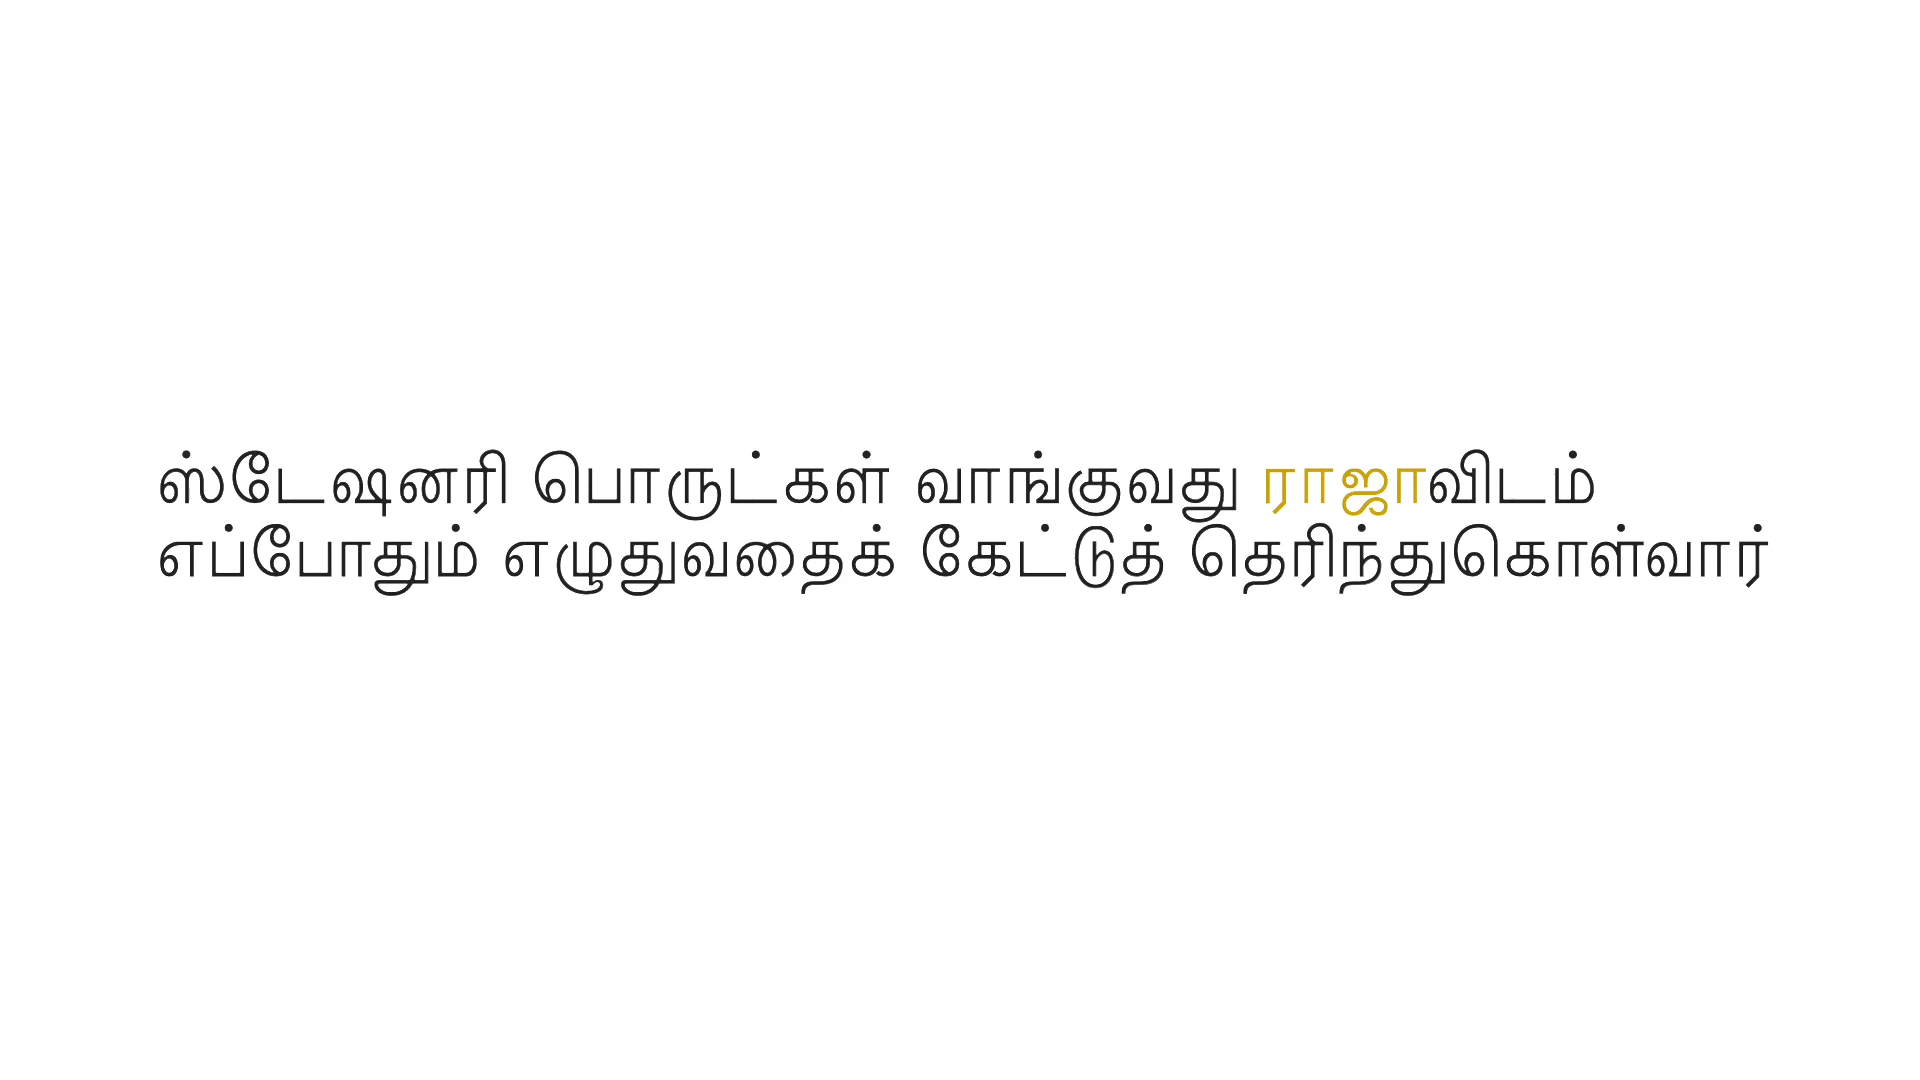 ஸ்டேஷனரி பொருட்கள் வாங்குவது ராஜாவிடம்
எப்போதும் எழுதுவதைக் கேட்டுத் தெரிந்துகொள்வார்